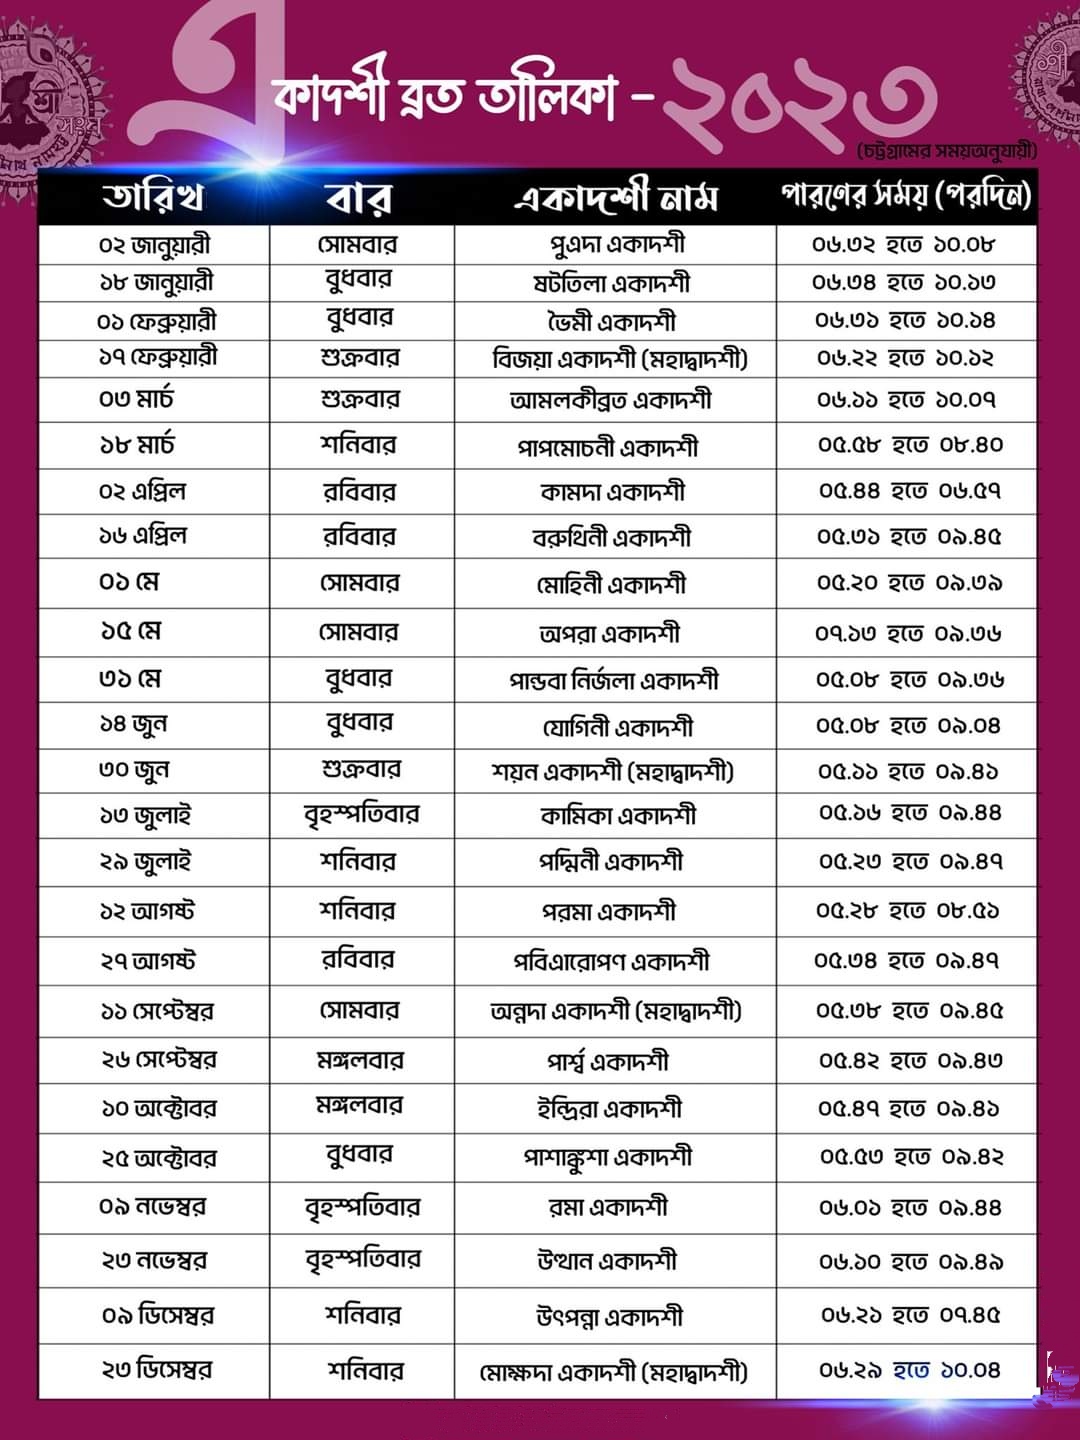 একাদশী ব্রত তালিকা - ২০২৩
(চট্টগ্রামের সময়অনুযায়ী)
তারিখ বার একাদশী নাম পারণের সময় (পরদিন)
০২ জানুয়ারী সোমবার পুএদা একাদশী ০৬.৩২ হতে ১০.০৮
১৮ জানুয়ারী বুধবার ষটতিলা একাদশী ০৬.৩৪ হতে ১০.১৩
০১ ফেব্রুয়ারী বুধবার ভৈমী একাদশী ০৬.৩১ হতে ১০.১৪
১৭ ফেব্রুয়ারী শুক্রবার বিজয়া একাদশী (মহাদ্বাদশী) ০৬.২২ হতে ১০.১২
০৩ মার্চ শুক্রবার আমলকীব্রত একাদশী ০৬.১১ হতে ১০.০৭
১৮ মার্চ শনিবার পাপমোচনী একাদশী ০৫.৫৮ হতে ০৮.৪০
০২ এপ্রিল রবিবার কামদা একাদশী ০৫.৪৪ হতে ০৬.৫৭
১৬ এপ্রিল রবিবার বরুথিনী একাদশী ০৫.৩১ হতে ০৯.৪৫
০১ মে সোমবার মোহিনী একাদশী ০৫.২০ হতে ০৯.৩৯
১৫ মে সোমবার অপরা একাদশী ০৭.১৩ হতে ০৯.৩৬
৩১ মে বুধবার পান্ডবা নির্জলা একাদশী ০৫.০৮ হতে ০৯.৩৬
১৪ জুন বুধবার যোগিনী একাদশী ০৫.০৮ হতে ০৯.০৪
৩০ জুন শুক্রবার শয়ন একাদশী (মহাদ্বাদশী) ০৫.১১ হতে ০৯.৪১
১৩ জুলাই বৃহস্পতিবার কামিকা একাদশী ০৫.১৬ হতে ০৯.৪৪
২৯ জুলাই শনিবার পদ্মিনী একাদশী ০৫.২৩ হতে ০৯.৪৭
১২ আগষ্ট শনিবার পরমা একাদশী ০৫.২৮ হতে ০৮.৫১
২৭ আগষ্ট রবিবার পবিএারোপণ একাদশী ০৫.৩৪ হতে ০৯.৪৭
১১ সেপ্টেম্বর সোমবার অন্নদা একাদশী (মহাদ্বাদশী) ০৫.৩৮ হতে ০৯.৪৫
২৬ সেপ্টেম্বর মঙ্গলবার পার্শ্ব একাদশী ০৫.৪২ হতে ০৯.৪৩
১০ অক্টোবর মঙ্গলবার ইন্দ্রিরা একাদশী ০৫.৪৭ হতে ০৯.৪১
২৫ অক্টোবর বুধবার পাশাঙ্কুশা একাদশী ০৫.৫৩ হতে ০৯.৪২
০৯ নভেম্বর বৃহস্পতিবার রমা একাদশী ০৬.০১ হতে ০৯.৪৪
২৩ নভেম্বর বৃহস্পতিবার উত্থান একাদশী ০৬.১০ হতে ০৯.৪৯
০৯ ডিসেম্বর শনিবার উৎপন্না একাদশী ০৬.২১ হতে ০৭.৪৫
২৩ ডিসেম্বর শনিবার মোক্ষদা একাদশী (মহাদ্বাদশী) ০৬.২৯ হতে ১০.০৪